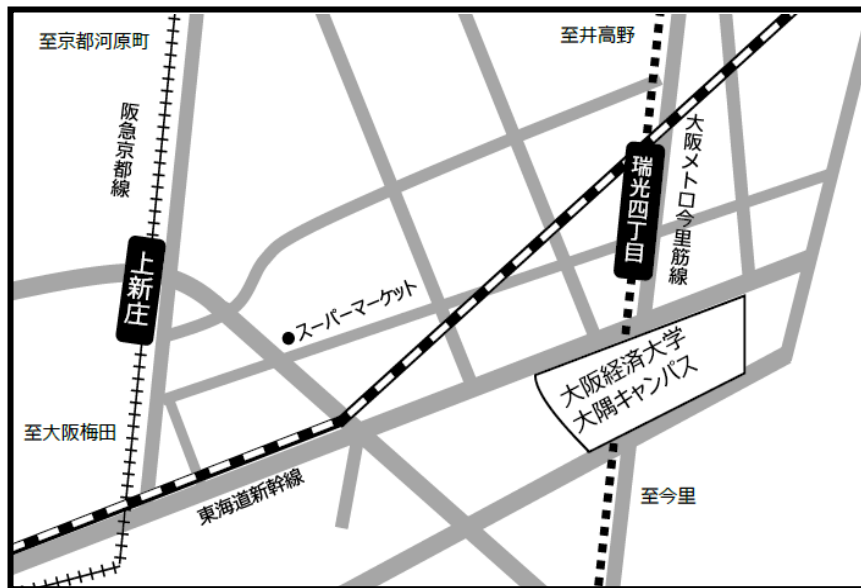 至京都河原町
至井高野
阪急京都線
大阪メトロ今里筋線
瑞光四丁目
上新庄
スーパーマーケット
大阪経済大学
大隅キャンパス
至大阪梅田
東海道新幹線
至今里